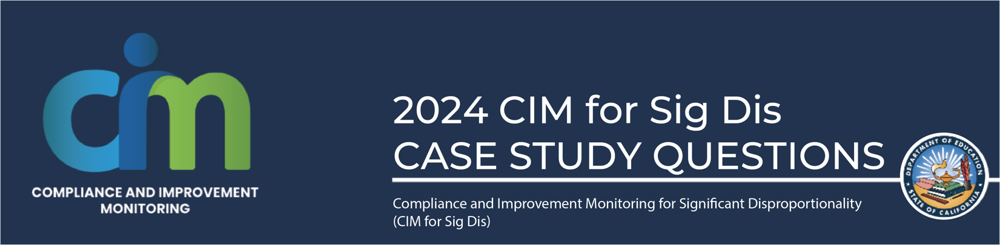 cim
COMPLIANCE AND IMPROVEMENT
MONITORING
2024 CIM for Sig Dis
CASE STUDY QUESTIONS
Compliance and Improvement Monitoring for Significant Disproportionality
(CIM for Sig Dis)
DEPARTMENT OF EDUCATION
STATE OF CALIFORNIA